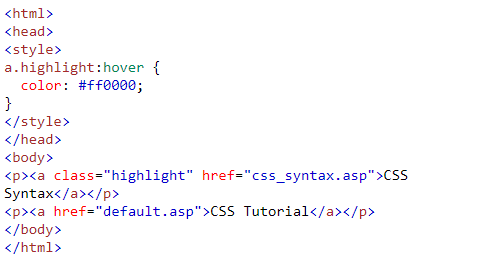 <html>
<head>
<style>
a.highlight:hover {
  color: #ff0000;
}
</style>
</head>
<body>
<p><a class="highlight" href="css_syntax.asp">CSS
Syntax</a></p>
<p><a href="default.asp">CSS Tutorial</a></p>
</body>
</html>